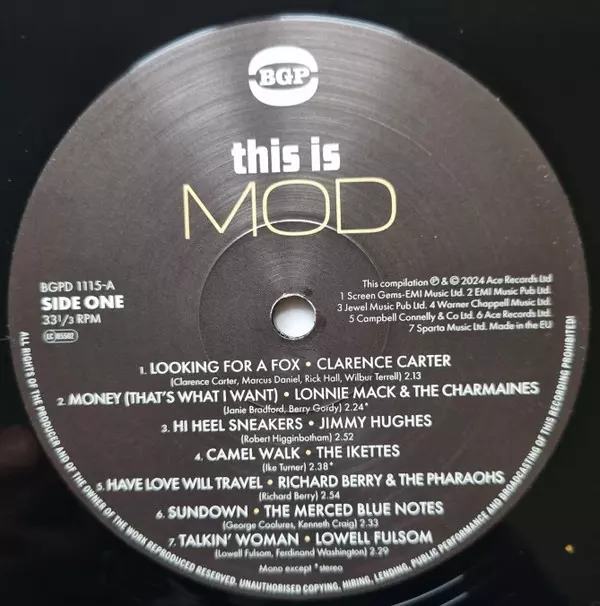 BGP
this is
MOD
BGPD 1115-A
SIDE ONE
33 1/3 RPM
LC 05582
This compilation ℗ & © 2024 Ace Records Ltd
1 Screen Gems-EMI Music Ltd. 2 EMI Music Pub Ltd.
3 Jewel Music Pub Ltd. 4 Warner Chappell Music Ltd.
5 Campbell Connelly & Co Ltd. 6 Ace Records Ltd
7 Sparta Music Ltd. Made in the EU
1. LOOKING FOR A FOX • CLARENCE CARTER
(Clarence Carter, Marcus Daniel, Rick Hall, Wilbur Terrell) 2.13
2. MONEY (THAT'S WHAT I WANT) • LONNIE MACK & THE CHARMAINES
(Janie Bradford, Berry Gordy) 2.24*
3. HI HEEL SNEAKERS • JIMMY HUGHES
(Robert Higginbotham) 2.52
4. CAMEL WALK • THE IKETTES
(Ike Turner) 2.38*
5. HAVE LOVE WILL TRAVEL • RICHARD BERRY & THE PHARAOHS
(Richard Berry) 2.54
6. SUNDOWN • THE MERCED BLUE NOTES
(George Coolures, Kenneth Craig) 2.33
7. TALKIN' WOMAN • LOWELL FULSOM
(Lowell Fulsom, Ferdinand Washington) 2.29
Mono except *stereo
ALL RIGHTS OF THE PRODUCER AND OF THE OWNER OF THE WORK REPRODUCED RESERVED. UNAUTHORISED COPYING, HIRING, LENDING, PUBLIC PERFORMANCE AND BROADCASTING OF THIS RECORDING PROHIBITED!